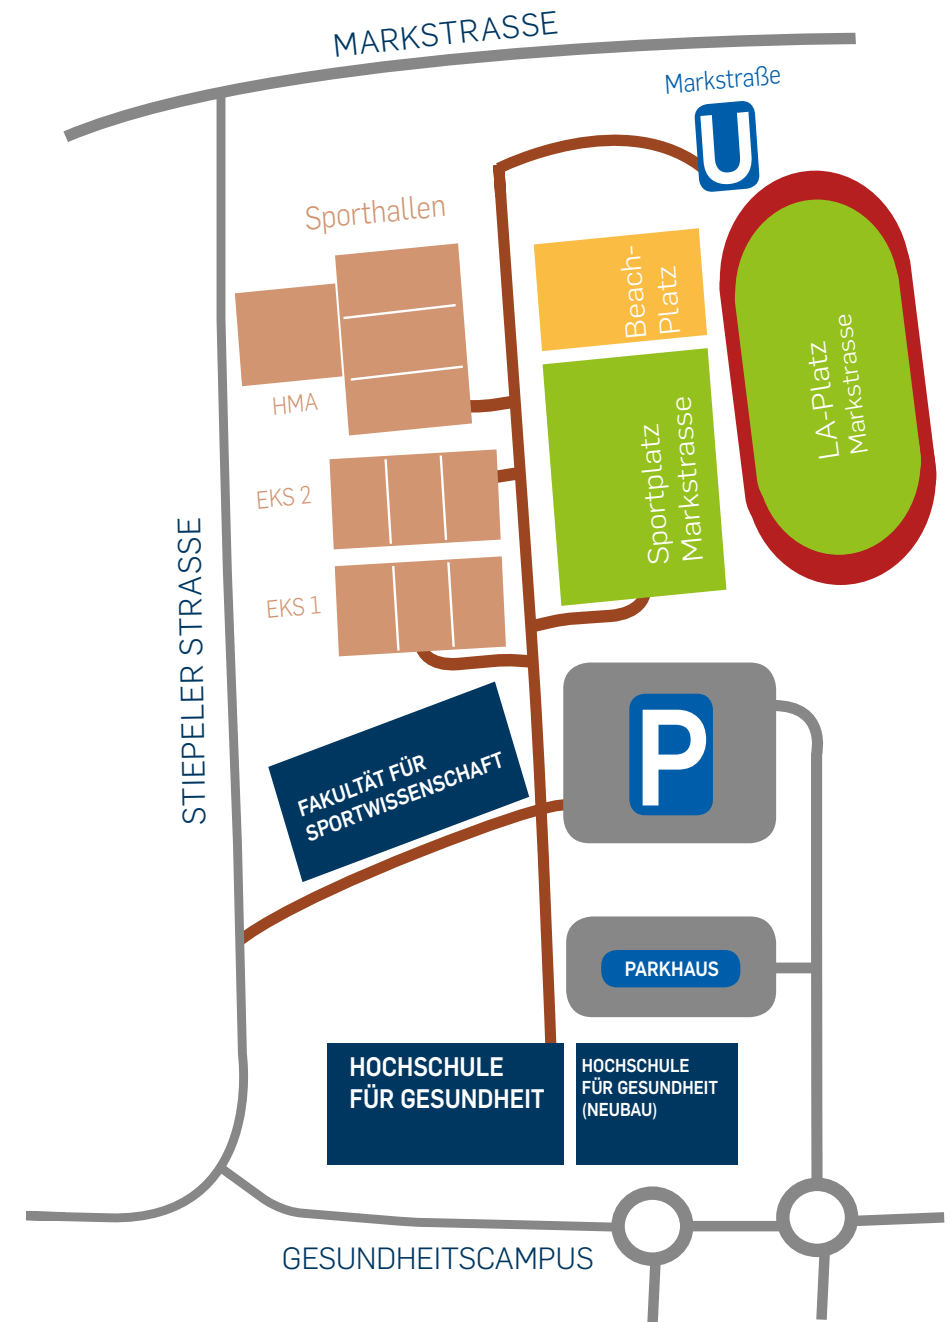 MARKSTRASSE
Markstraße
U
Sporthallen
Beach-
Platz
LA-Platz
Markstrasse
HMA
Sportplatz
Markstrasse
EKS 2
EKS 1
STIEPELER STRASSE
P
FAKULTÄT FÜR
SPORTWISSENSCHAFT
PARKHAUS
HOCHSCHULE
FÜR GESUNDHEIT
HOCHSCHULE
FÜR GESUNDHEIT
(NEUBAU)
GESUNDHEITSCAMPUS